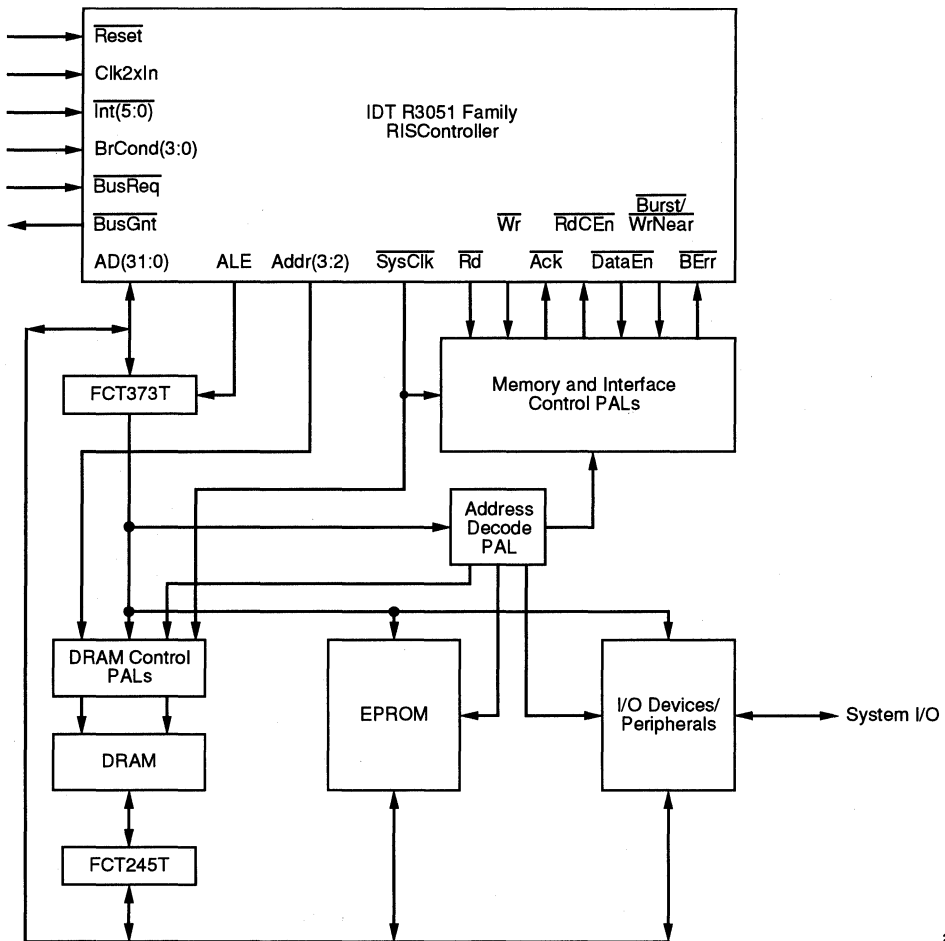 Reset
Clk2xIn
Int(5:0)
IDT R3051 Family
RISController
BrCond(3:0)
BusReq
BusGnt
Wr
RdCEn
Burst/
WrNear
AD(31:0)
ALE
Addr(3:2)
SysClk
Rd
Ack
DataEn
BErr
FCT373T
Memory and Interface
Control PALs
Address
Decode
PAL
DRAM Control
PALs
EPROM
I/O Devices/
Peripherals
System I/O
DRAM
FCT245T